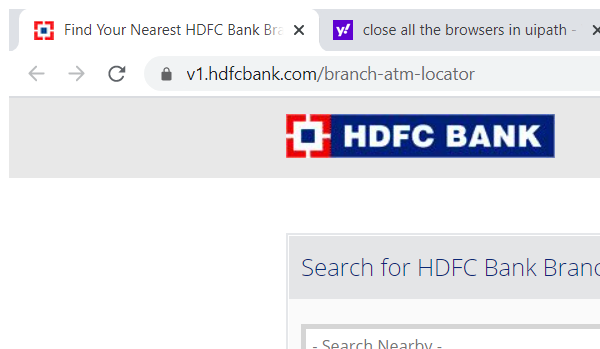 Find Your Nearest HDFC Bank Bra
close all the browsers in uipath -
v1.hdfcbank.com/branch-atm-locator
HDFC BANK
Search for HDFC Bank Branc
- Search Nearby -